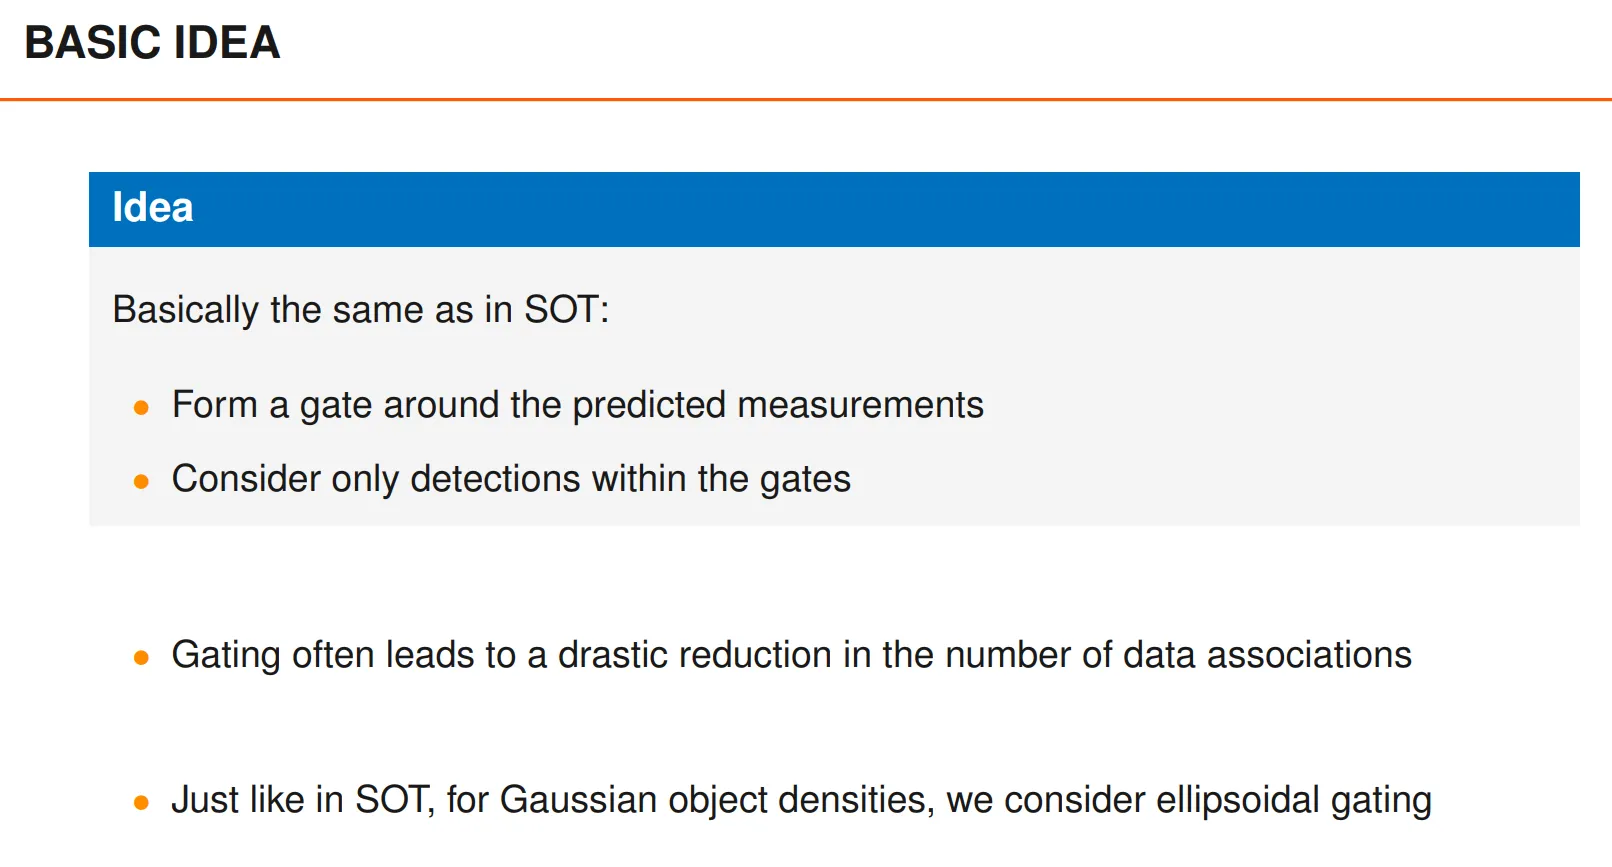 BASIC IDEA
Idea
Basically the same as in SOT:
Form a gate around the predicted measurements
Consider only detections within the gates
Gating often leads to a drastic reduction in the number of data associations
Just like in SOT, for Gaussian object densities, we consider ellipsoidal gating